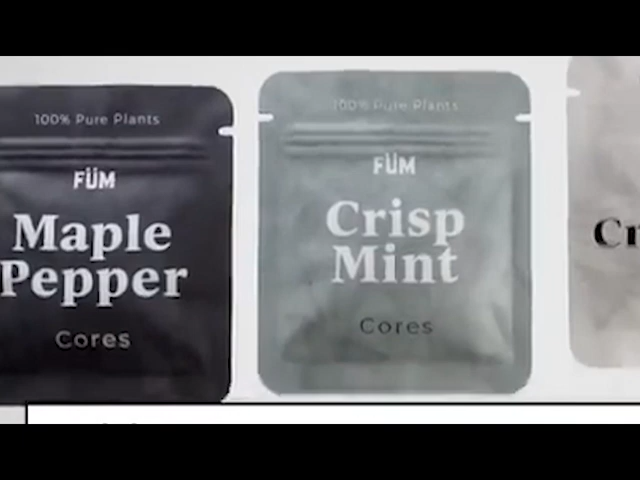 100% Pure Plants
FÜM
Maple
Pepper
Cores
100% Pure Plants
FÜM
Crisp
Mint
Cores